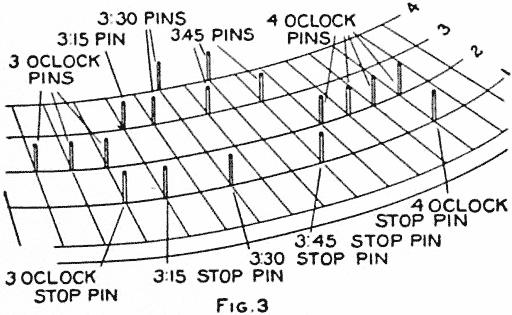 3:30 PINS
3:15 PIN
3:45 PINS
4 OCLOCK
PINS
4
3
2
1
3 OCLOCK
PINS
4 OCLOCK
STOP PIN
3:45 STOP PIN
3:30 STOP PIN
3:15 STOP PIN
3 OCLOCK
STOP PIN
FIG.3